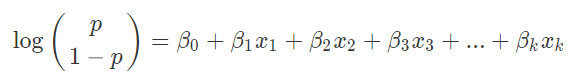 log(p 1 − p) = β0 + β1x1 + β2x2 + β3x3 + ... + βkxk